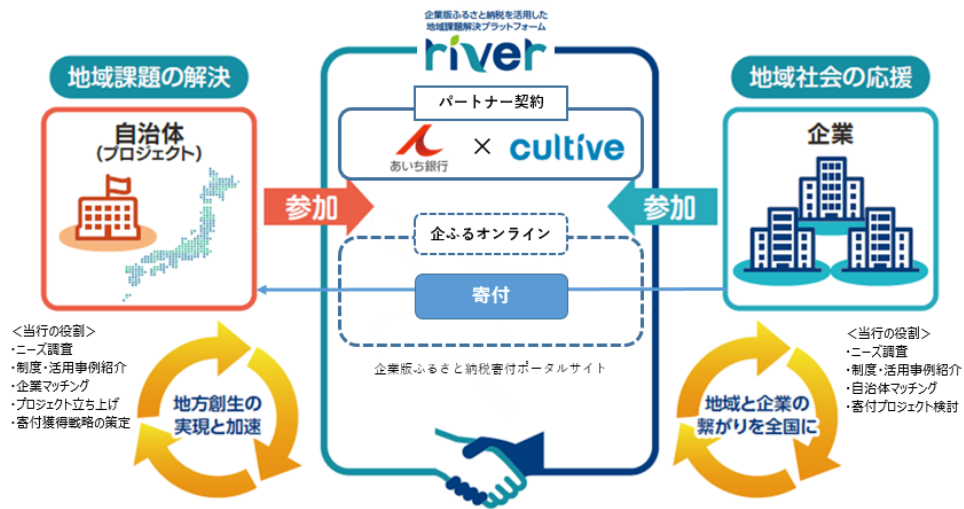 企業版ふるさと納税を活用した
地域課題解決プラットフォーム
river
地域課題の解決
自治体
(プロジェクト)
参加
パートナー契約
あいち銀行
×
cultive
企ふるオンライン
寄付
企業版ふるさと納税寄付ポータルサイト
地域社会の応援
企業
参加
＜当行の役割＞
・ニーズ調査
・制度・活用事例紹介
・企業マッチング
・プロジェクト立ち上げ
・寄付獲得戦略の策定
地方創生の
実現と加速
地域と企業の
繋がりを全国に
＜当行の役割＞
・ニーズ調査
・制度・活用事例紹介
・自治体マッチング
・寄付プロジェクト検討